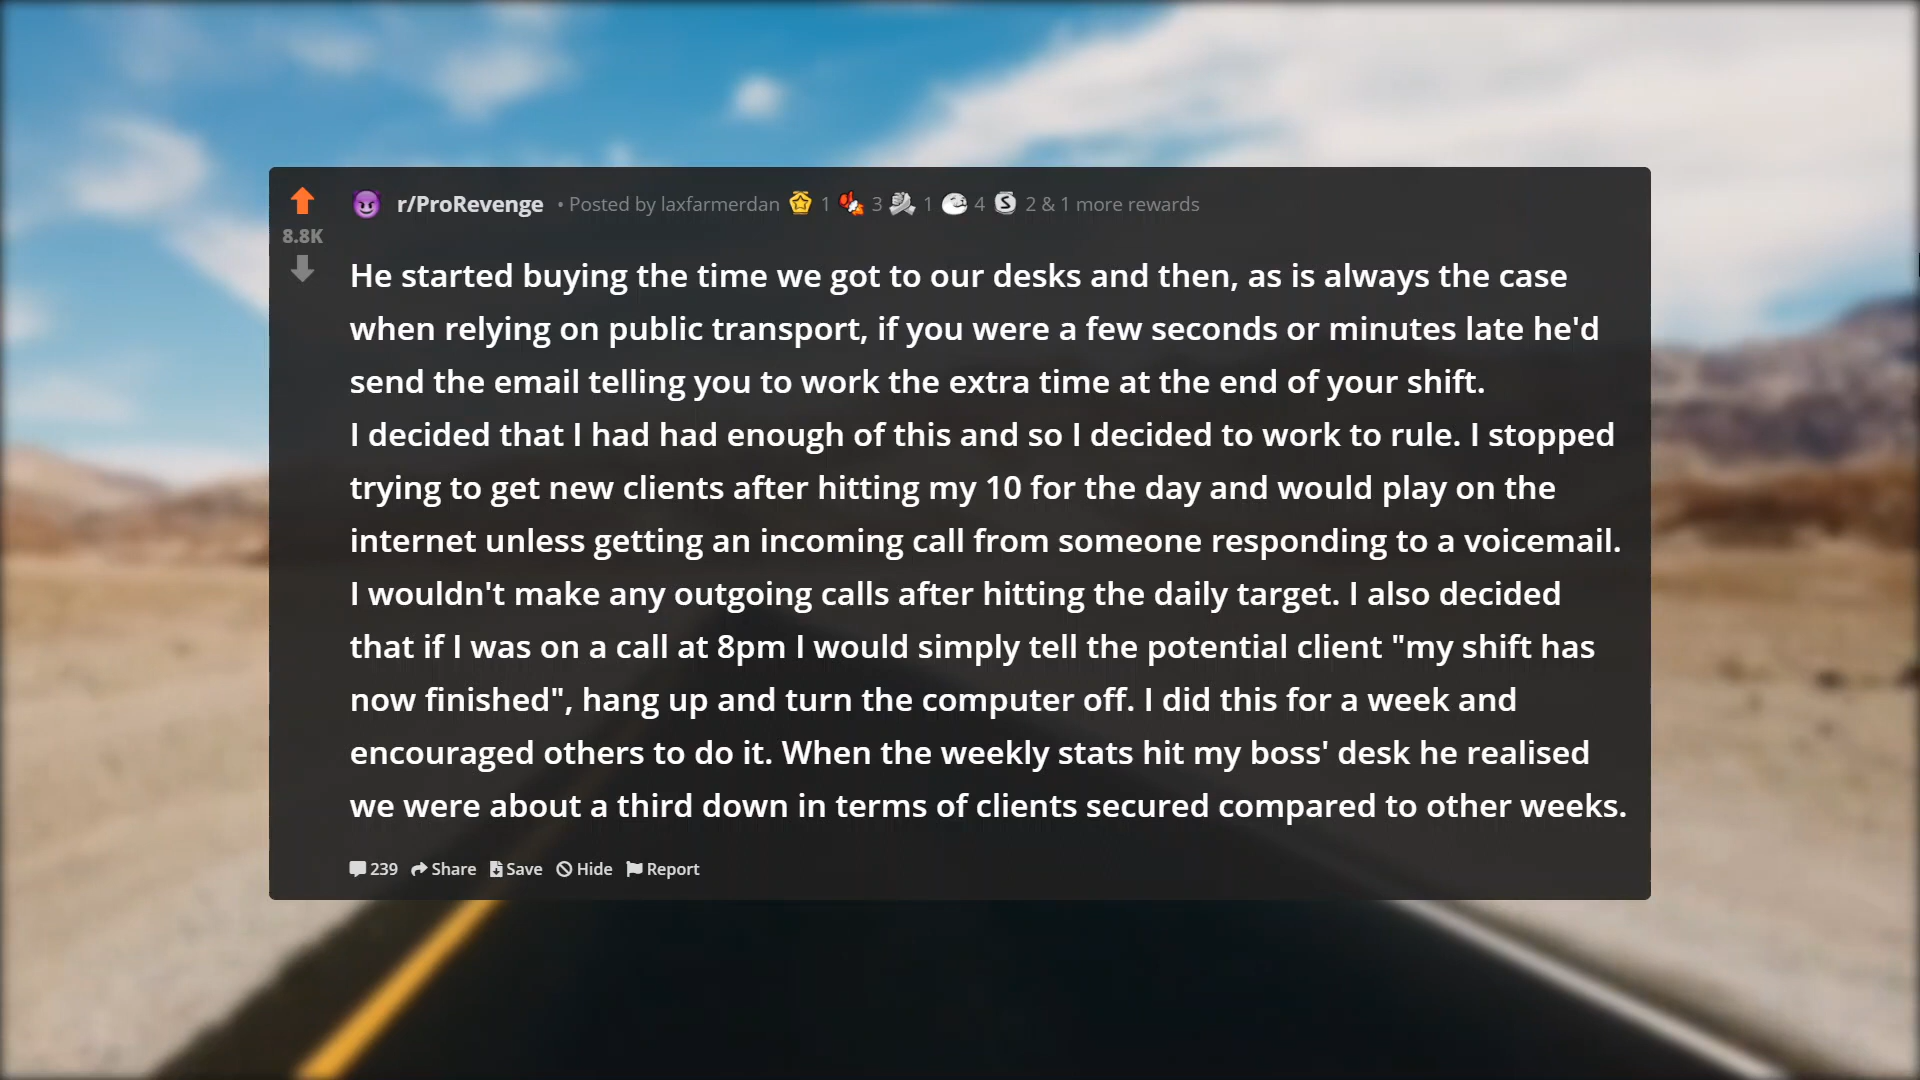 r/ProRevenge • Posted by laxfarmerdan 1 3 1 4 S 2 & 1 more rewards
8.8K
He started buying the time we got to our desks and then, as is always the case
when relying on public transport, if you were a few seconds or minutes late he'd
send the email telling you to work the extra time at the end of your shift.
I decided that I had had enough of this and so I decided to work to rule. I stopped
trying to get new clients after hitting my 10 for the day and would play on the
internet unless getting an incoming call from someone responding to a voicemail.
I wouldn't make any outgoing calls after hitting the daily target. I also decided
that if I was on a call at 8pm I would simply tell the potential client "my shift has
now finished", hang up and turn the computer off. I did this for a week and
encouraged others to do it. When the weekly stats hit my boss' desk he realised
we were about a third down in terms of clients secured compared to other weeks.
239 Share Save Hide Report